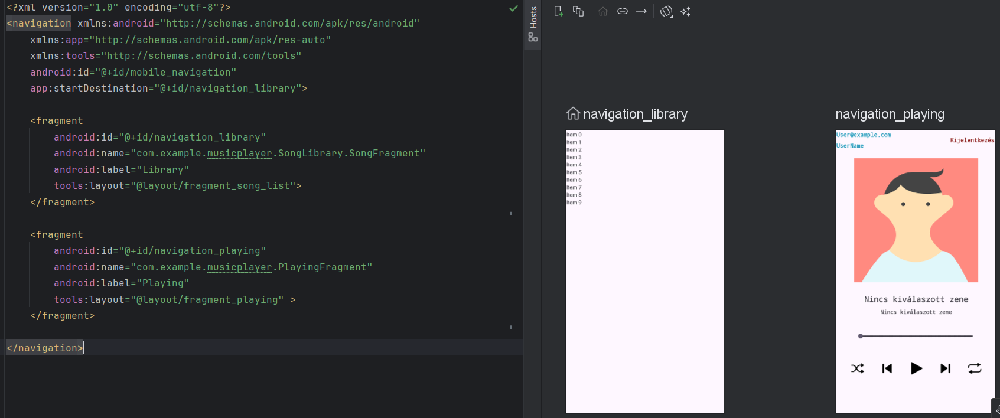 <?xml version="1.0" encoding="utf-8"?>
<navigation xmlns:android="http://schemas.android.com/apk/res/android"
    xmlns:app="http://schemas.android.com/apk/res-auto"
    xmlns:tools="http://schemas.android.com/tools"
    android:id="@+id/mobile_navigation"
    app:startDestination="@+id/navigation_library">
    <fragment
        android:id="@+id/navigation_library"
        android:name="com.example.musicplayer.SongLibrary.SongFragment"
        android:label="Library"
        tools:layout="@layout/fragment_song_list">
    </fragment>
    <fragment
        android:id="@+id/navigation_playing"
        android:name="com.example.musicplayer.PlayingFragment"
        android:label="Playing"
        tools:layout="@layout/fragment_playing" >
    </fragment>
</navigation>
Hosts
navigation_library
Item 0
Item 1
Item 2
Item 3
Item 4
Item 5
Item 6
Item 7
Item 8
Item 9
navigation_playing
User@example.com
Kijelentkezés
UserName
Nincs kiválaszott zene
Nincs kiválaszott zene